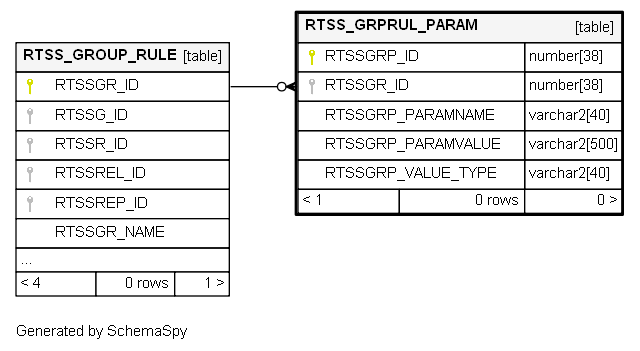 RTSS_GROUP_RULE [table]
RTSSGR_ID
RTSSG_ID
RTSSR_ID
RTSSREL_ID
RTSSREP_ID
RTSSGR_NAME
...
< 4 0 rows 1 >
RTSS_GRPRUL_PARAM [table]
RTSSGRP_ID number[38]
RTSSGR_ID number[38]
RTSSGRP_PARAMNAME varchar2[40]
RTSSGRP_PARAMVALUE varchar2[500]
RTSSGRP_VALUE_TYPE varchar2[40]
< 1 0 rows 0 >
Generated by SchemaSpy